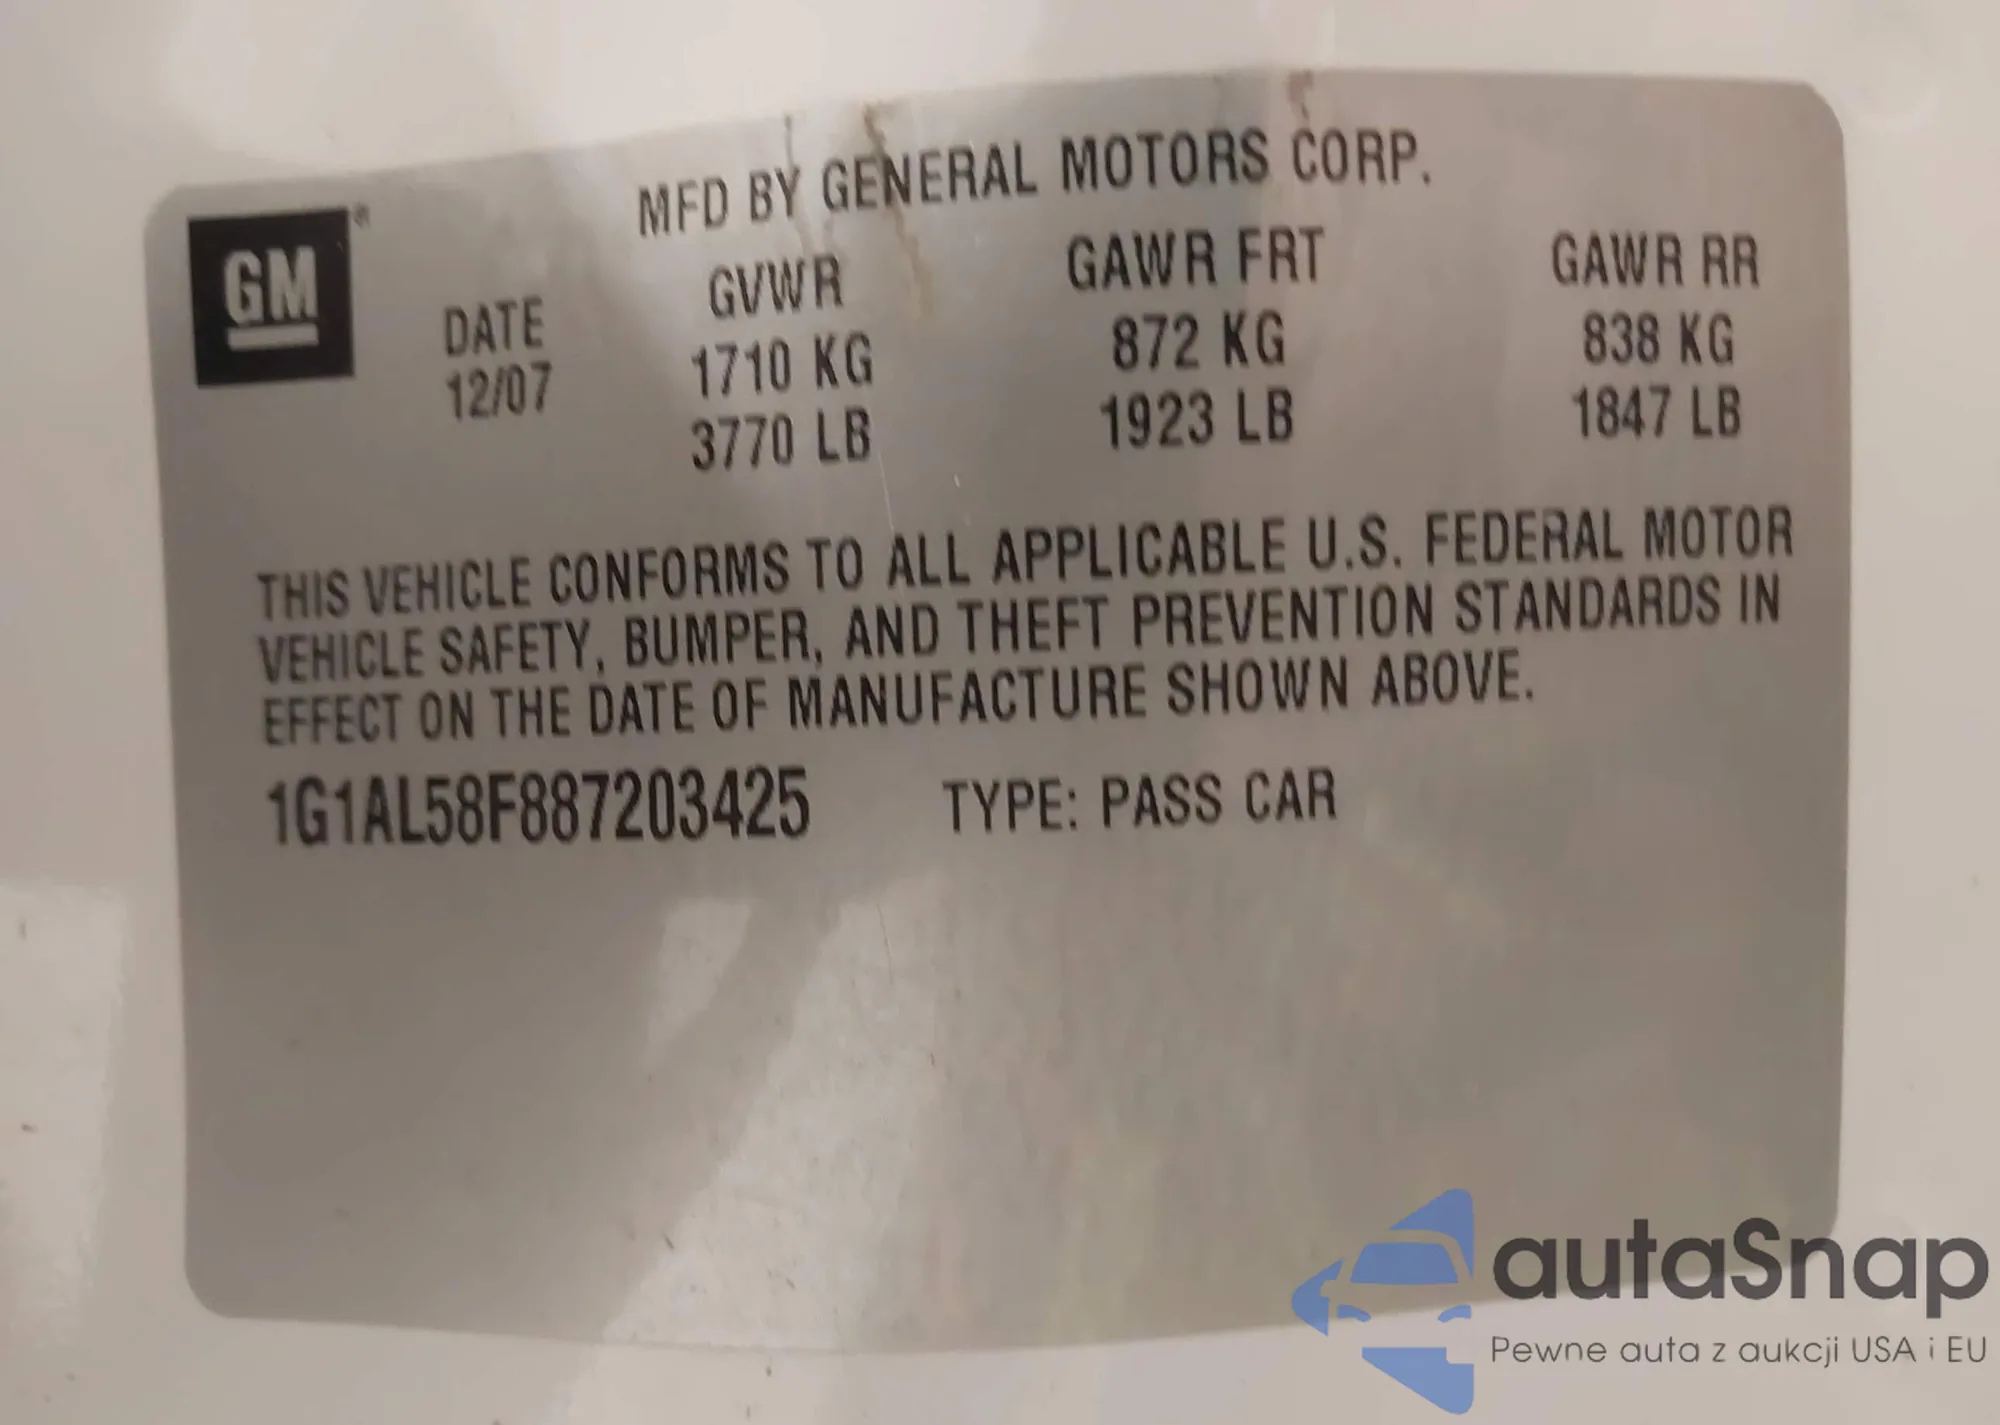 MFD BY GENERAL MOTORS CORP.
GM®
DATE
12/07
GVWR
1710 KG
3770 LB
GAWR FRT
872 KG
1923 LB
GAWR RR
838 KG
1847 LB
THIS VEHICLE CONFORMS TO ALL APPLICABLE U.S. FEDERAL MOTOR
VEHICLE SAFETY, BUMPER, AND THEFT PREVENTION STANDARDS IN
EFFECT ON THE DATE OF MANUFACTURE SHOWN ABOVE.
1G1AL58F887203425 TYPE: PASS CAR
autaSnap
Pewne auta z aukcji USA i EU